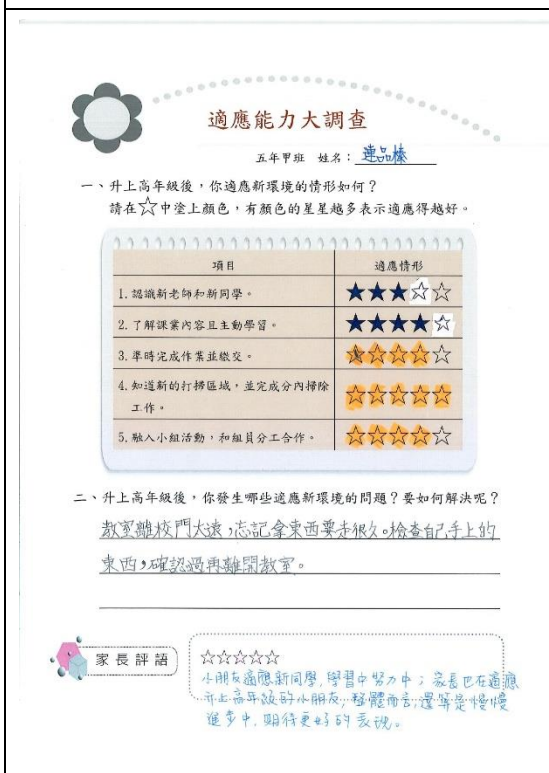 適應能力大調查
五年甲班 姓名：連品榛
一、升上高年級後，你適應新環境的情形如何？
請在☆中塗上顏色，有顏色的星星越多表示適應得越好。
項目 適應情形
1. 認識新老師和新同學。 ★★★☆☆
2. 了解課業內容且主動學習。 ★★★★☆
3. 準時完成作業並繳交。 ☆☆☆☆☆
4. 知道新的打掃區域，並完成分內掃除
工作。 ☆☆☆☆☆
5. 融入小組活動，和組員分工合作。 ☆☆☆☆☆
二、升上高年級後，你發生哪些適應新環境的問題？要如何解決呢？
教室離校門太遠，忘記拿東西要走很久。檢查自己手上的
東西，確認過再離開教室。
家長評語 ☆☆☆☆☆
小朋友適應新同學，學習中努力中；家長也在適應
升上高年級的小朋友，整體而言，還算是慢慢
進步中，期待更好的表現。